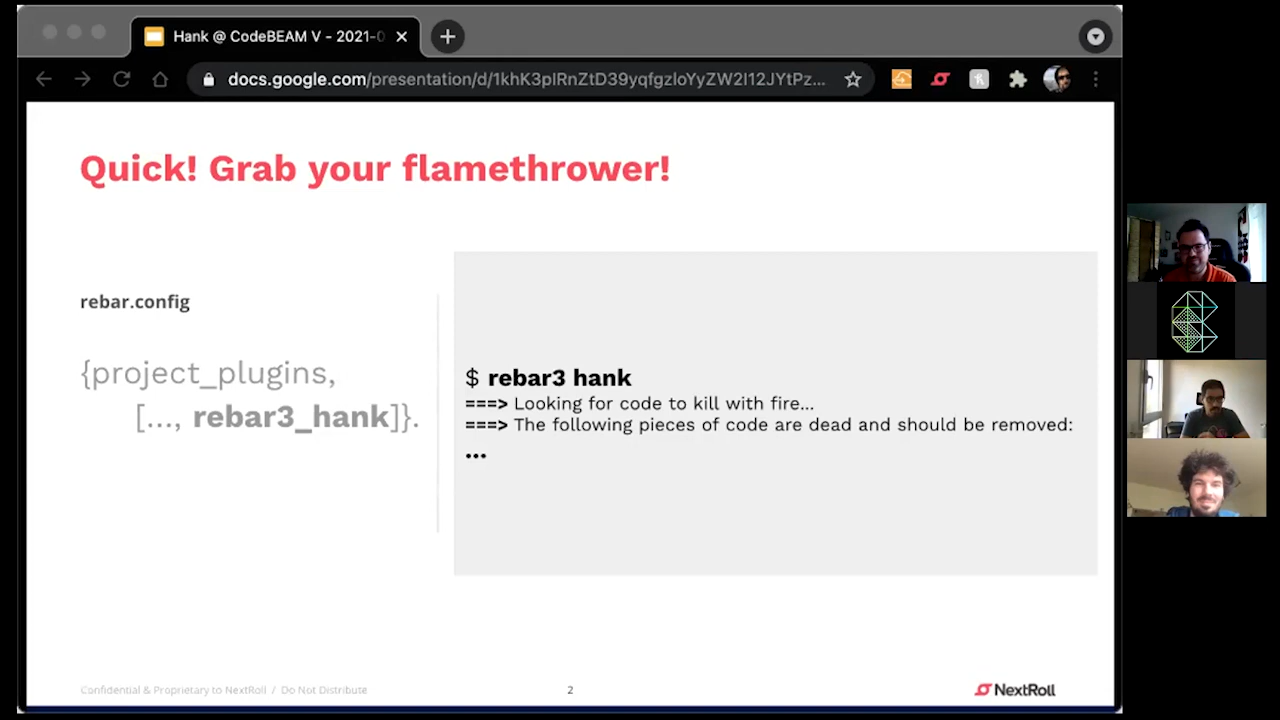 Hank @ CodeBEAM V - 2021-0
docs.google.com/presentation/d/1khK3plRnZtD39yqfgzloYyZW2l12JYtPz...
Quick! Grab your flamethrower!
rebar.config
{project_plugins,
[..., rebar3_hank]}.
$ rebar3 hank
===> Looking for code to kill with fire...
===> The following pieces of code are dead and should be removed:
...
Confidential & Proprietary to NextRoll / Do Not Distribute
2
NextRoll